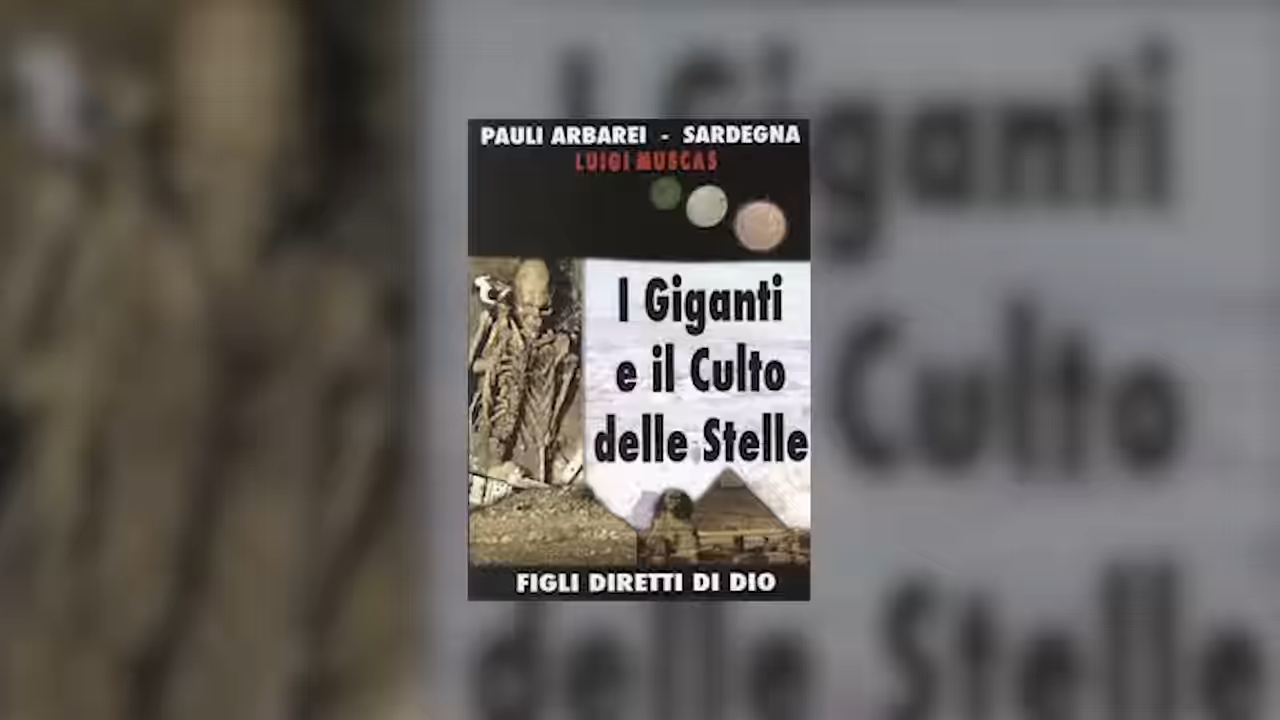 PAULI ARBAREI - SARDEGNA
LUIGI MUSCAS
I Giganti
e il Culto
delle Stelle
FIGLI DIRETTI DI DIO